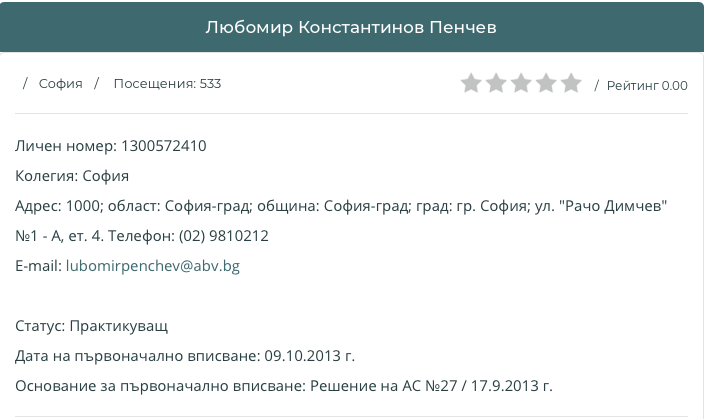 Любомир Константинов Пенчев
/ София / Посещения: 533 / Рейтинг 0.00
Личен номер: 1300572410
Колегия: София
Адрес: 1000; област: София-град; община: София-град; град: гр. София; ул. "Рачо Димчев"
№1 - А, ет. 4. Телефон: (02) 9810212
E-mail: lubomirpenchev@abv.bg
Статус: Практикуващ
Дата на първоначално вписване: 09.10.2013 г.
Основание за първоначално вписване: Решение на АС №27 / 17.9.2013 г.